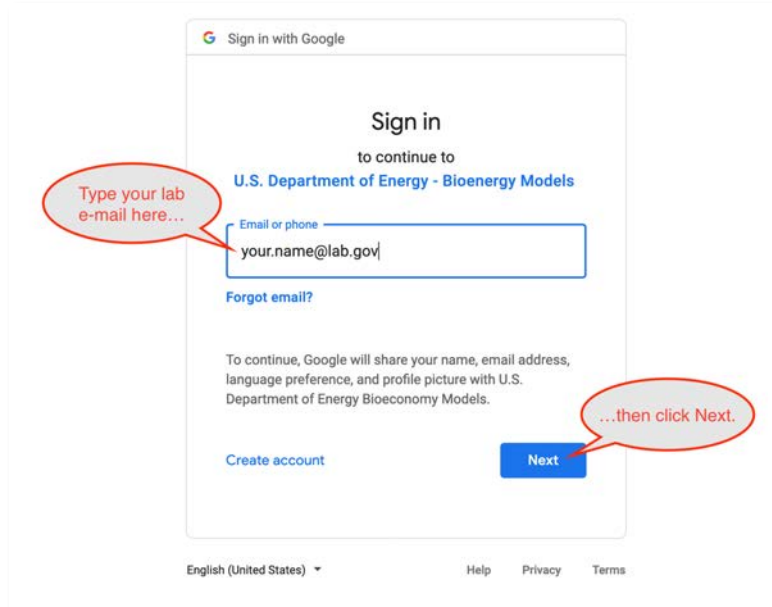 Sign in with Google
Sign in
to continue to
U.S. Department of Energy - Bioenergy Models
Type your lab
e-mail here…
Email or phone
your.name@lab.gov
Forgot email?
To continue, Google will share your name, email address,
language preference, and profile picture with U.S.
Department of Energy Bioeconomy Models.
…then click Next.
Create account
Next
English (United States)
Help
Privacy
Terms